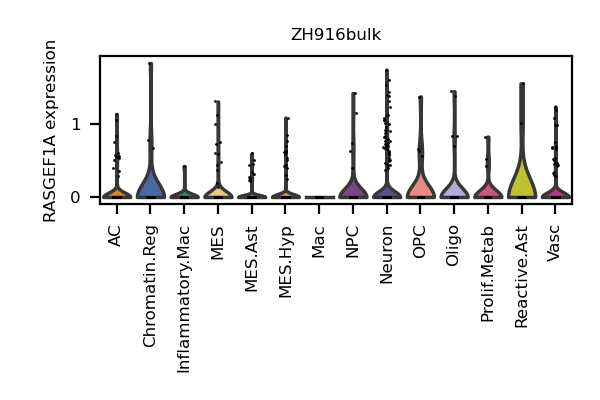 ZH916bulk
RASGEF1A expression
1
0
AC
Chromatin.Reg
Inflammatory.Mac
MES
MES.Ast
MES.Hyp
Mac
NPC
Neuron
OPC
Oligo
Prolif.Metab
Reactive.Ast
Vasc